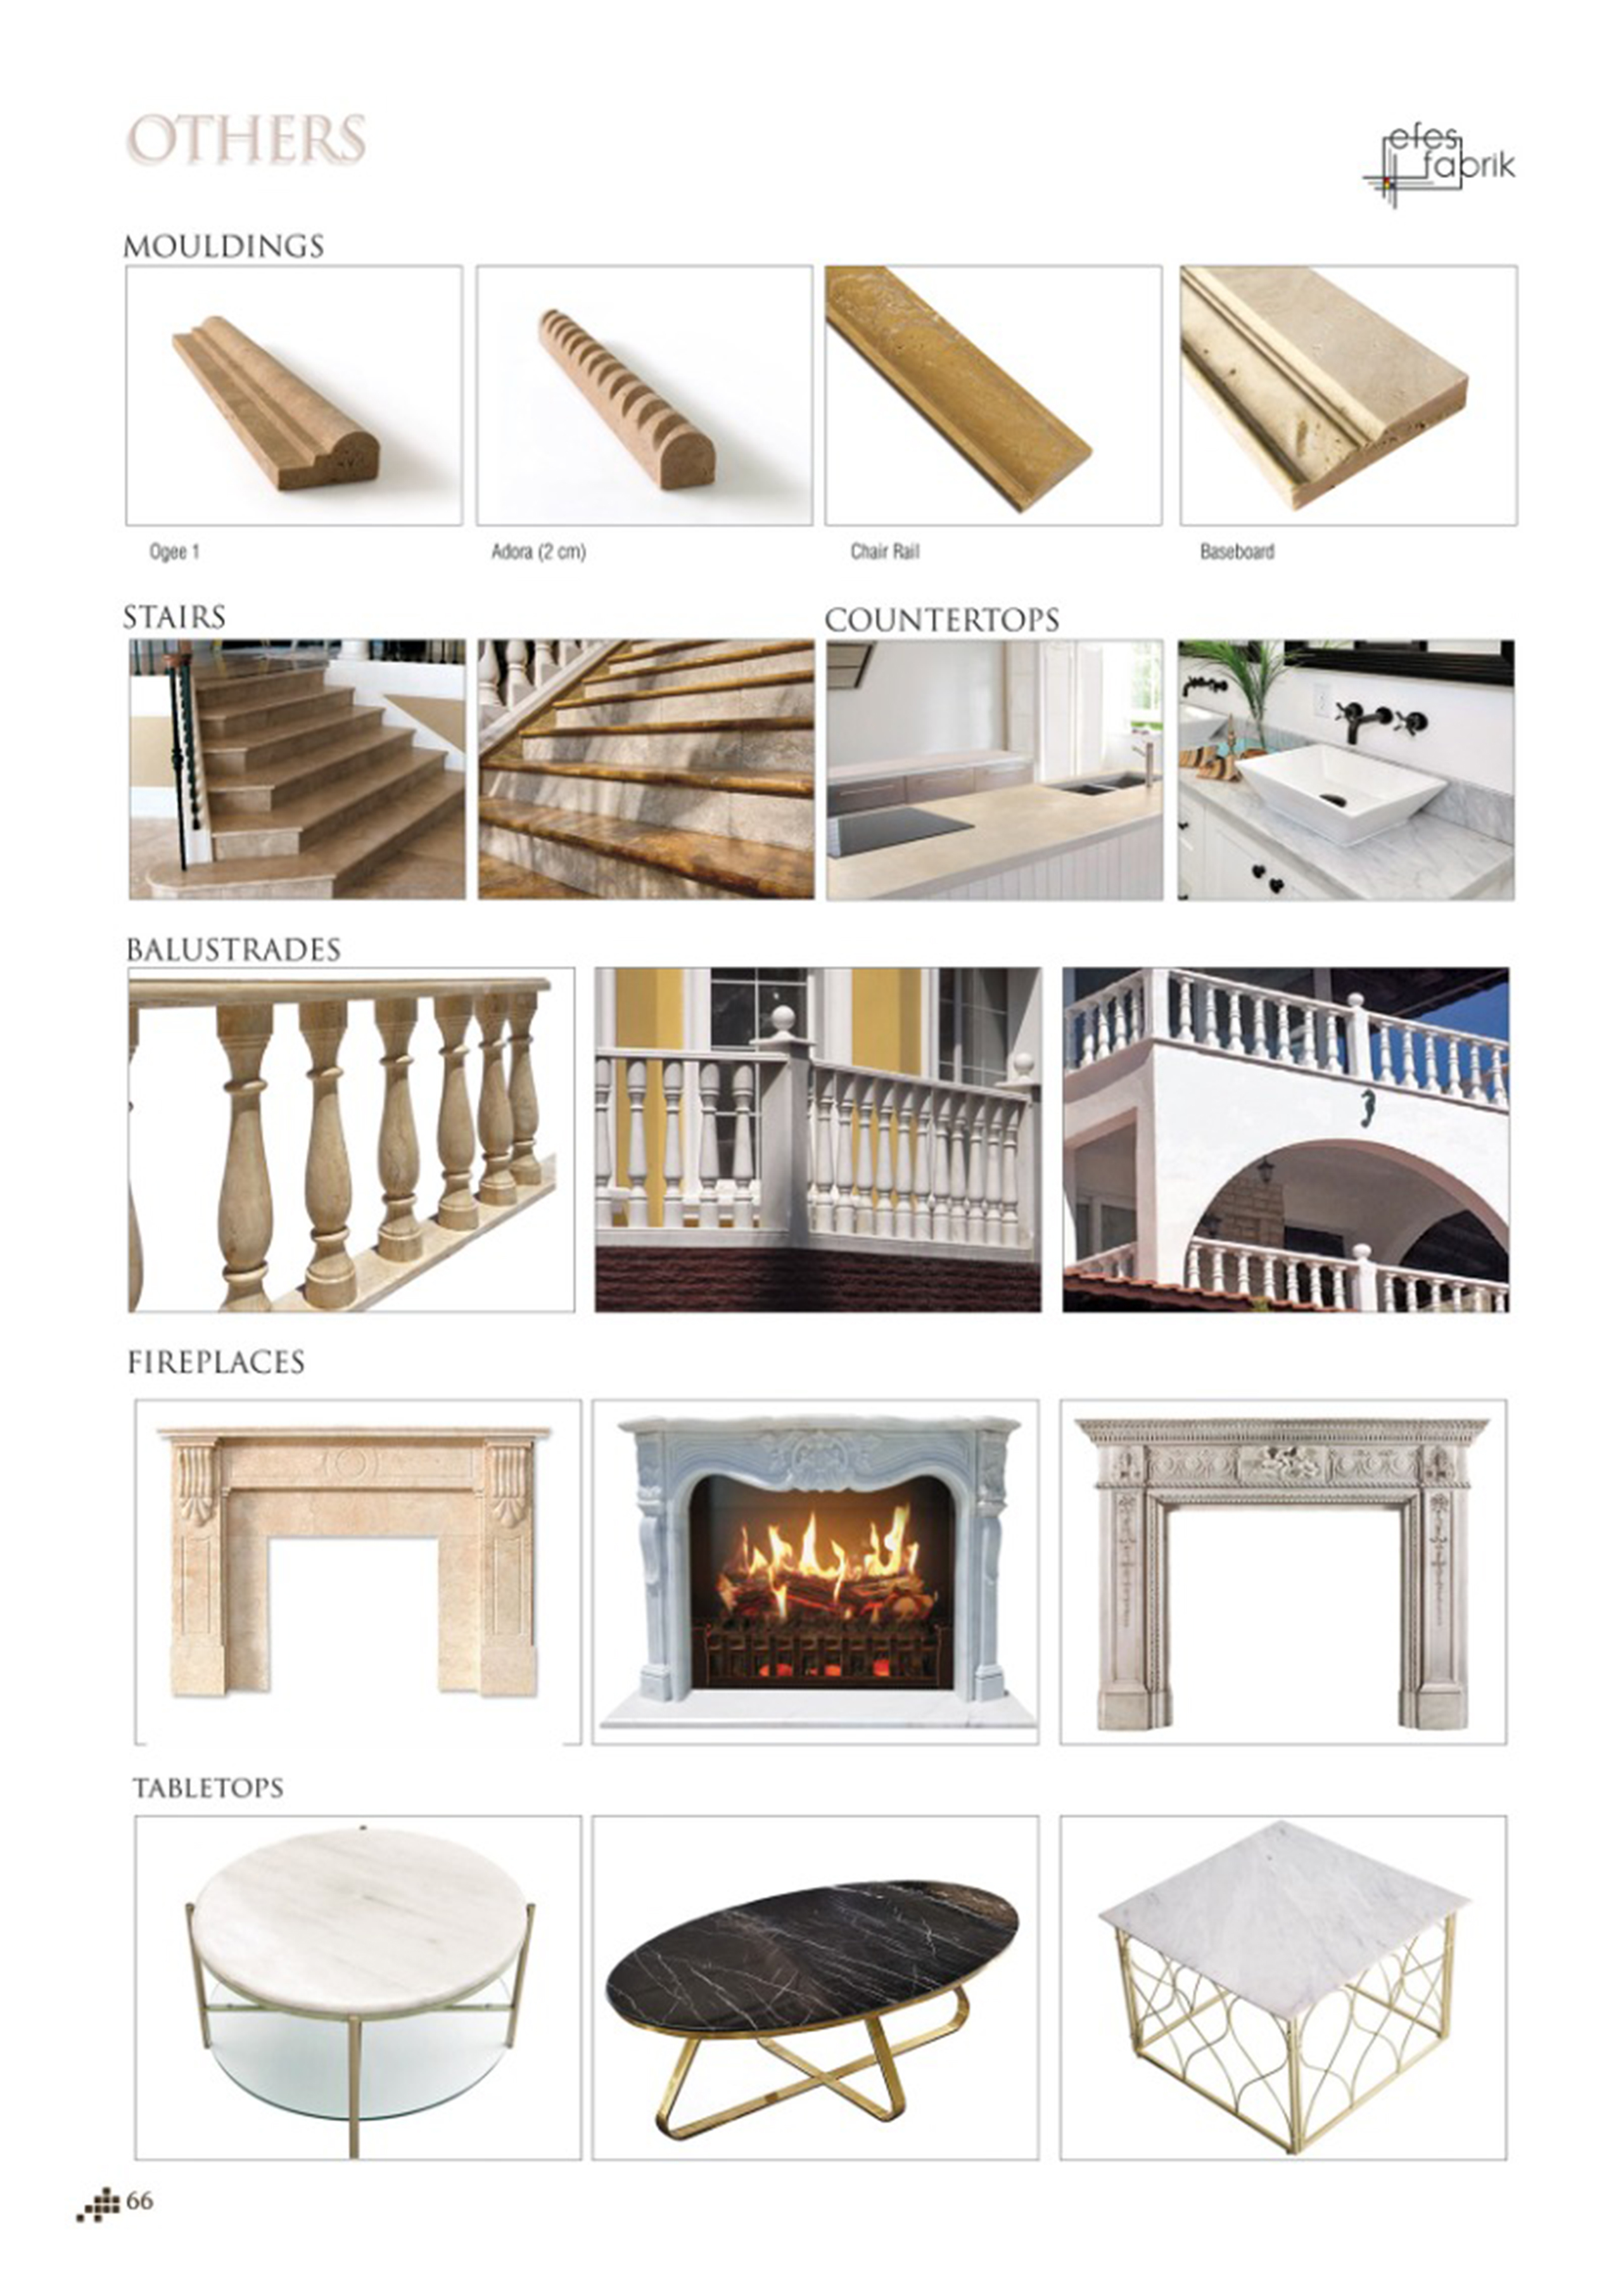 OTHERS
efes
fabrik
MOULDINGS
Ogee 1
Adora (2 cm)
Chair Rail
Baseboard
STAIRS
COUNTERTOPS
BALUSTRADES
FIREPLACES
TABLETOPS
66